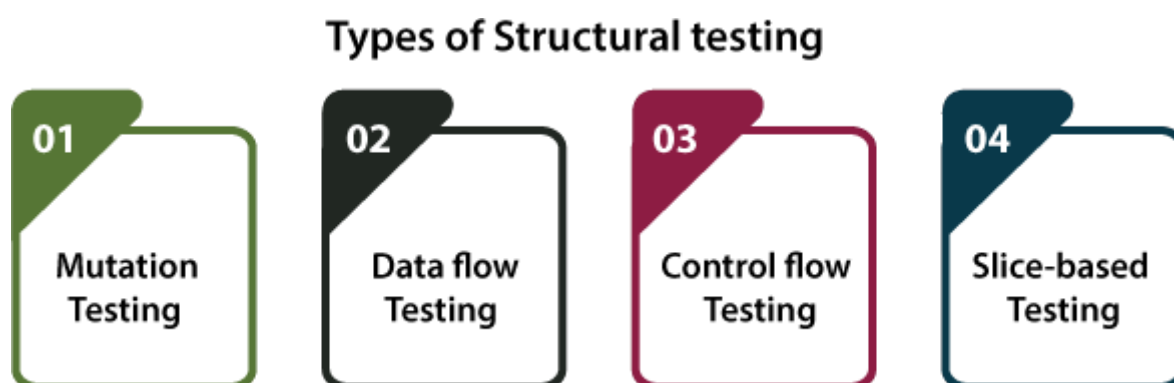 Types of Structural testing
01
Mutation
Testing
02
Data flow
Testing
03
Control flow
Testing
04
Slice-based
Testing